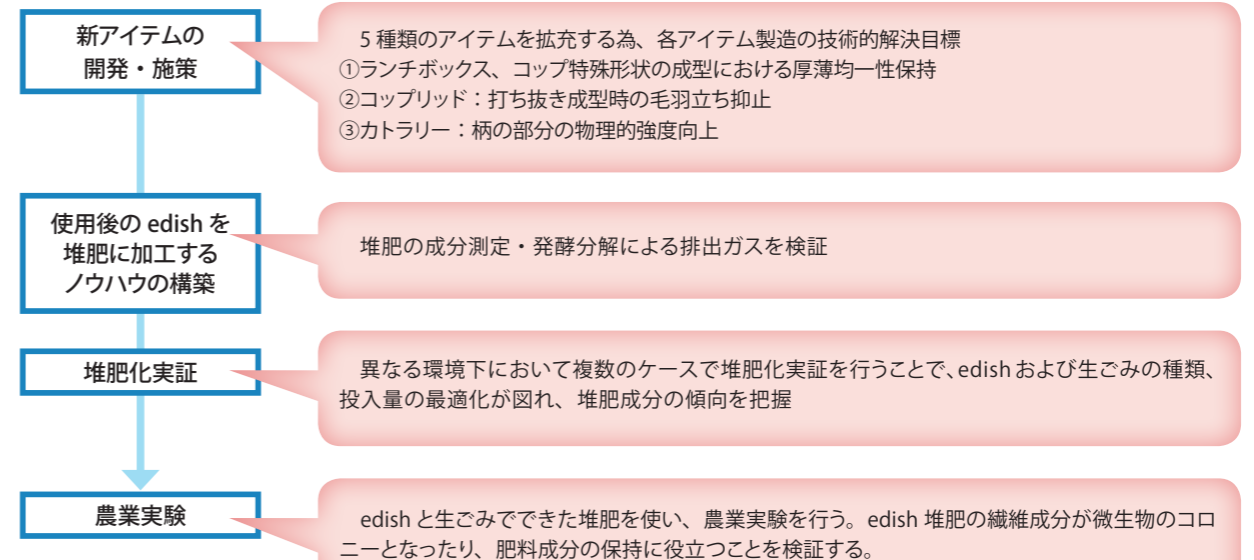 新アイテムの
開発・施策
5 種類のアイテムを拡充する為、各アイテム製造の技術的解決目標
①ランチボックス、コップ特殊形状の成型における厚薄均一性保持
②コップリッド：打ち抜き成型時の毛羽立ち抑止
③カトラリー：柄の部分の物理的強度向上
使用後の edish を
堆肥に加工する
ノウハウの構築
堆肥の成分測定・発酵分解による排出ガスを検証
堆肥化実証
異なる環境下において複数のケースで堆肥化実証を行うことで、edish および生ごみの種類、
投入量の最適化が図れ、堆肥成分の傾向を把握
農業実験
edish と生ごみでできた堆肥を使い、農業実験を行う。edish 堆肥の繊維成分が微生物のコロ
ニーとなったり、肥料成分の保持に役立つことを検証する。